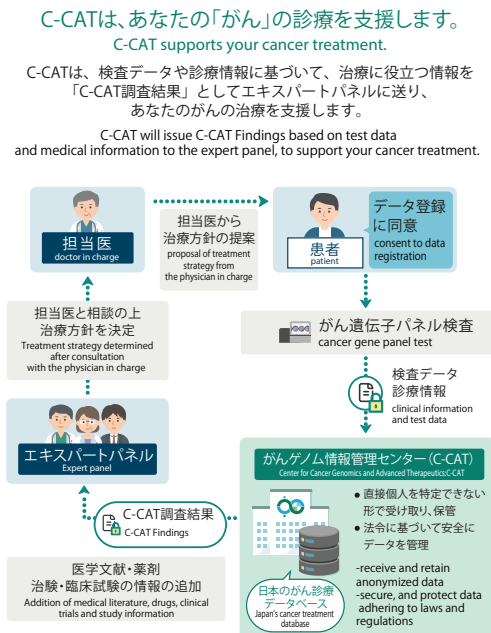 C-CATは､あなたの｢がん｣の診療を支援します。
C-CAT supports your cancer treatment.
C-CATは、検査データや診療情報に基づいて、治療に役立つ情報を
「C-CAT調査結果」としてエキスパートパネルに送り、
あなたのがんの治療を支援します。
C-CAT will issue C-CAT Findings based on test data
and medical information to the expert panel, to support your cancer treatment.
担当医
doctor in charge
担当医から
治療方針の提案
proposal of treatment
strategy from
the physician in charge
患者
patient
データ登録
に同意
consent to data
registration
がん遺伝子パネル検査
cancer gene panel test
検査データ
診療情報
clinical information
and test data
がんゲノム情報管理センター(C-CAT)
Center for Cancer Genomics and Advanced Therapeutics:C-CAT
● 直接個人を特定できない
形で受け取り､保管
● 法令に基づいて安全に
データを管理
-receive and retain
anonymized data
-secure, and protect data
adhering to laws and
regulations
日本のがん診療
データベース
Japan's cancer treatment
database
C-CAT調査結果
C-CAT Findings
医学文献・薬剤
治験・臨床試験の情報の追加
Addition of medical literature, drugs, clinical
trials and study information
エキスパートパネル
Expert panel
担当医と相談の上
治療方針を決定
Treatment strategy determined
after consultation
with the physician in charge